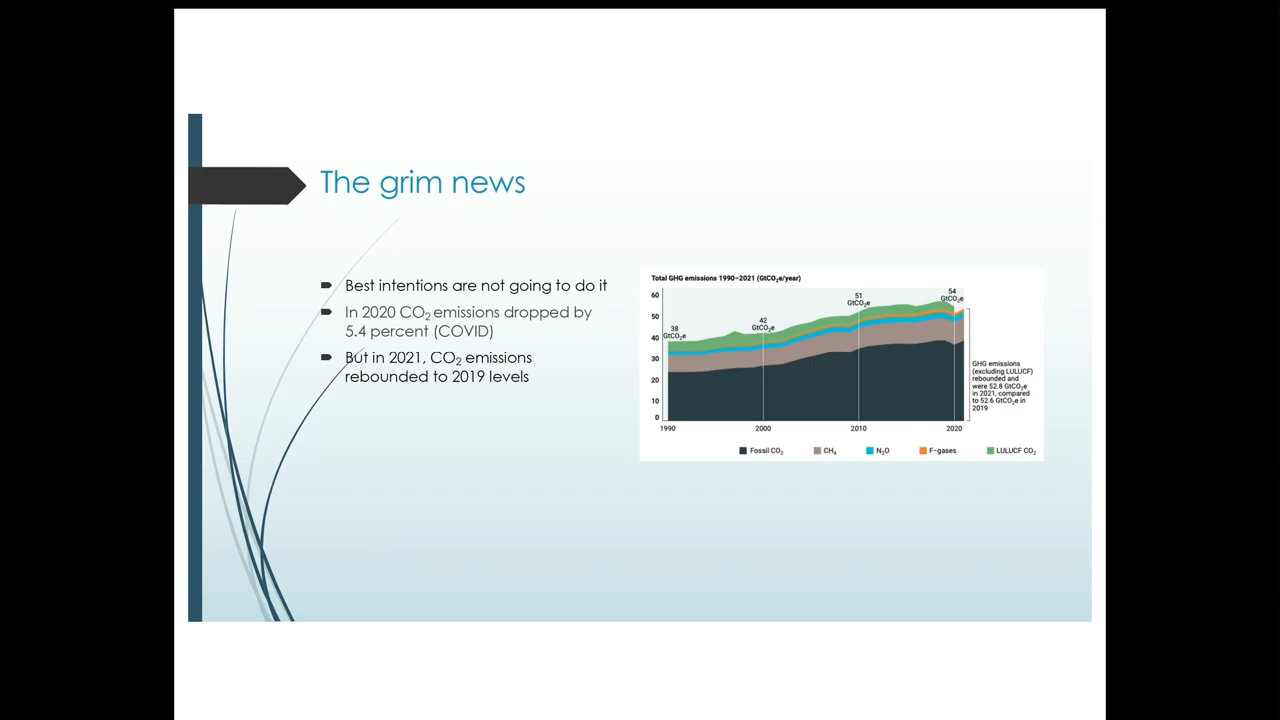 The grim news
Best intentions are not going to do it
In 2020 CO₂ emissions dropped by
5.4 percent (COVID)
But in 2021, CO₂ emissions
rebounded to 2019 levels
Total GHG emissions 1990–2021 (GtCO₂e/year)
60
50
40
30
20
10
0
38
GtCO₂e
42
GtCO₂e
51
GtCO₂e
54
GtCO₂e
1990
2000
2010
2020
GHG emissions
(excluding LULUCF)
rebounded and
were 52.8 GtCO₂e
in 2021, compared
to 52.6 GtCO₂e in
2019
Fossil CO₂
CH₄
N₂O
F-gases
LULUCF CO₂